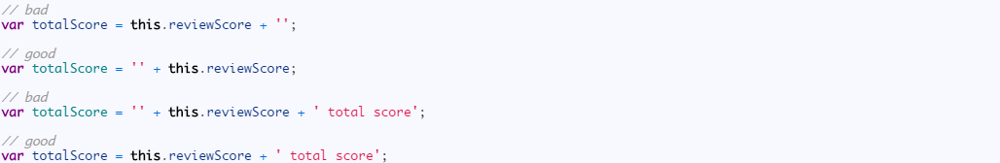 // bad
var totalScore = this.reviewScore + '';
// good
var totalScore = '' + this.reviewScore;
// bad
var totalScore = '' + this.reviewScore + ' total score';
// good
var totalScore = this.reviewScore + ' total score';